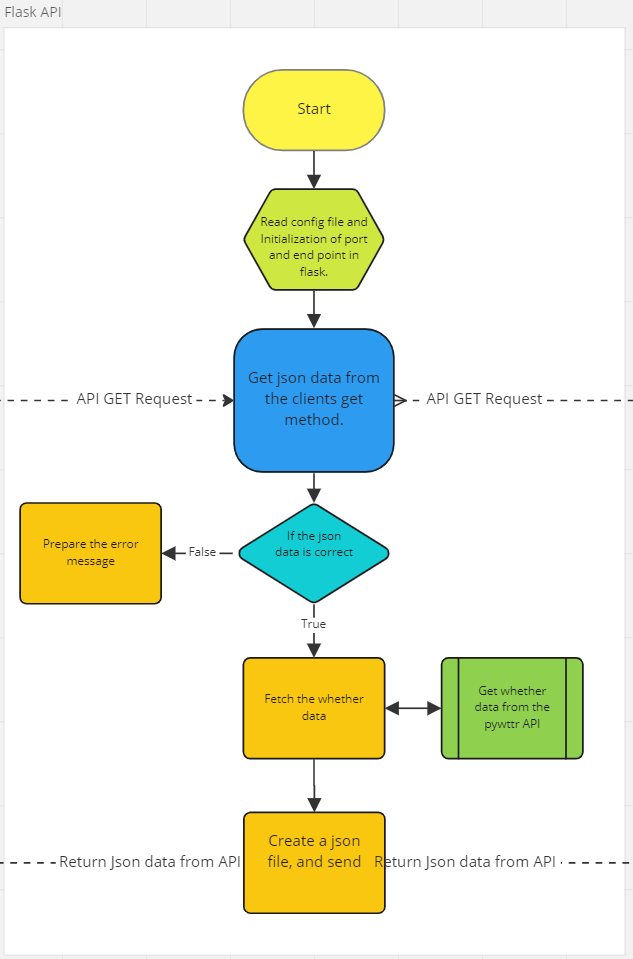 Flask API
Start
Read config file and
Initialization of port
and end point in
flask.
Get json data from
the clients get
method.
API GET Request
API GET Request
If the json
data is correct
False
Prepare the error
message
True
Fetch the whether
data
Get whether
data from the
pywttr API
Create a json
file, and send
Return Json data from API
Return Json data from API